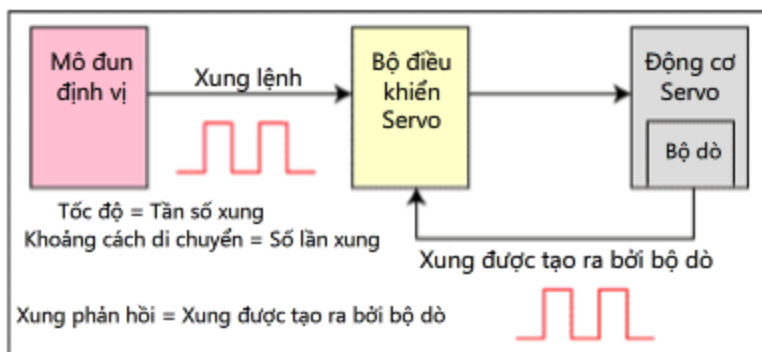 Mô đun
định vị
Xung lệnh
Bộ điều
khiển
Servo
Động cơ
Servo
Bộ dò
Tốc độ = Tần số xung
Khoảng cách di chuyển = Số lần xung
Xung được tạo ra bởi bộ dò
Xung phản hồi = Xung được tạo ra bởi bộ dò